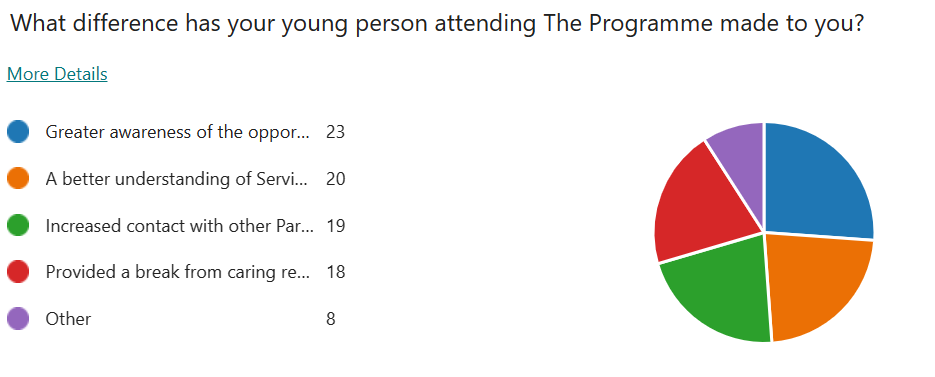 What difference has your young person attending The Programme made to you?
More Details
Greater awareness of the oppor... 23
A better understanding of Servi... 20
Increased contact with other Par... 19
Provided a break from caring re... 18
Other 8